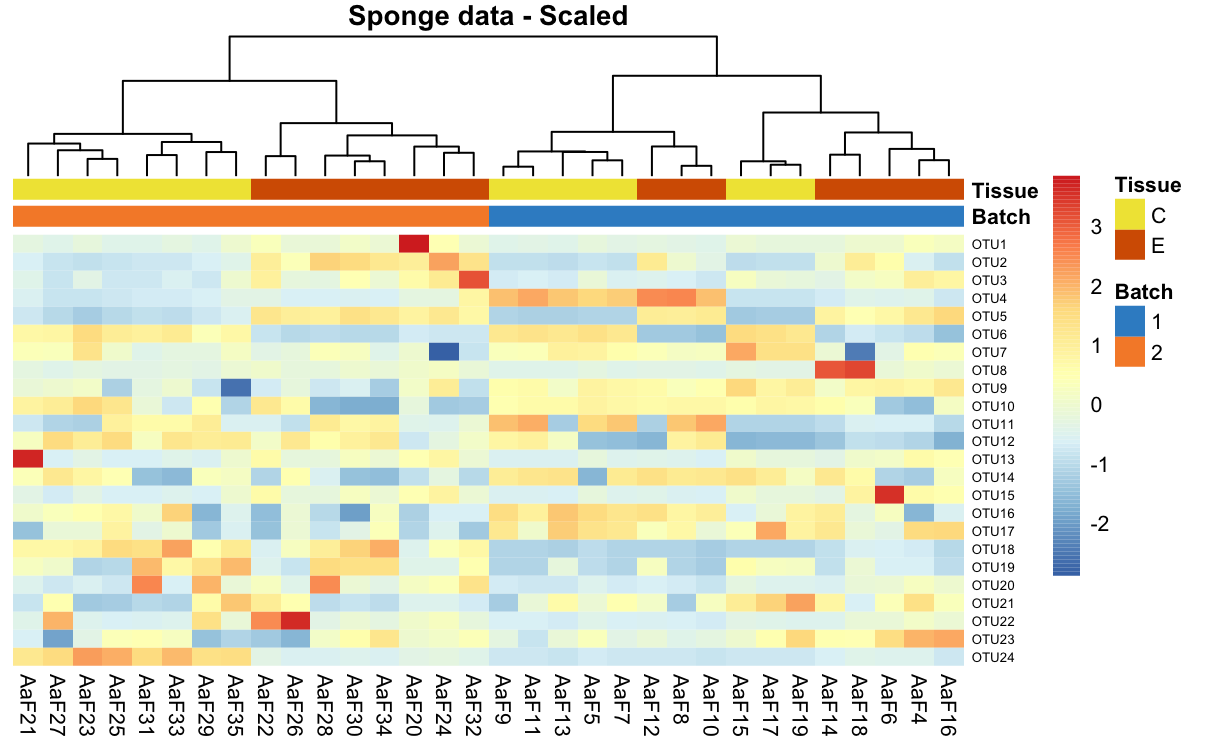 Sponge data - Scaled
Tissue
Batch
OTU1
OTU2
OTU3
OTU4
OTU5
OTU6
OTU7
OTU8
OTU9
OTU10
OTU11
OTU12
OTU13
OTU14
OTU15
OTU16
OTU17
OTU18
OTU19
OTU20
OTU21
OTU22
OTU23
OTU24
AaF21 AaF27 AaF23 AaF25 AaF31 AaF33 AaF29 AaF35 AaF22 AaF26 AaF28 AaF30 AaF34 AaF20 AaF24 AaF32 AaF9 AaF11 AaF13 AaF5 AaF7 AaF12 AaF8 AaF10 AaF15 AaF17 AaF19 AaF14 AaF18 AaF6 AaF4 AaF16
3
2
1
0
-1
-2
Tissue
C
E
Batch
1
2